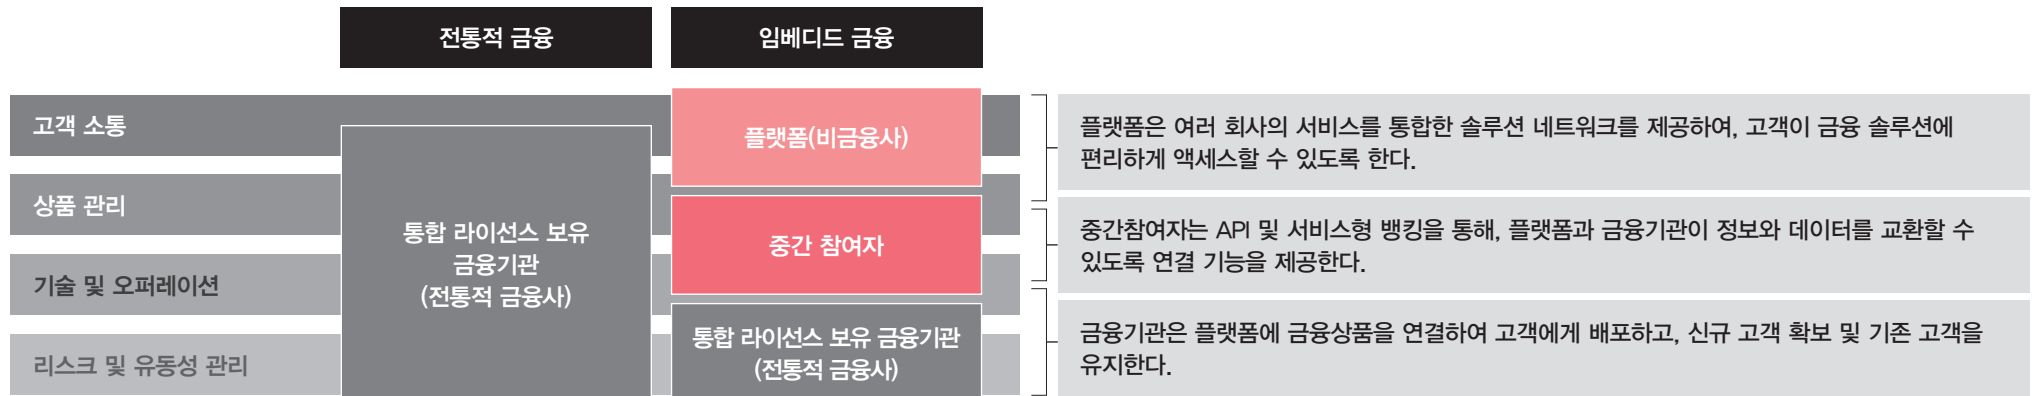 전통적 금융
임베디드 금융
고객 소통
상품 관리
기술 및 오퍼레이션
리스크 및 유동성 관리
통합 라이선스 보유
금융기관
(전통적 금융사)
플랫폼(비금융사)
중간 참여자
통합 라이선스 보유 금융기관
(전통적 금융사)
플랫폼은 여러 회사의 서비스를 통합한 솔루션 네트워크를 제공하여, 고객이 금융 솔루션에
편리하게 액세스할 수 있도록 한다.
중간참여자는 API 및 서비스형 뱅킹을 통해, 플랫폼과 금융기관이 정보와 데이터를 교환할 수
있도록 연결 기능을 제공한다.
금융기관은 플랫폼에 금융상품을 연결하여 고객에게 배포하고, 신규 고객 확보 및 기존 고객을
유지한다.